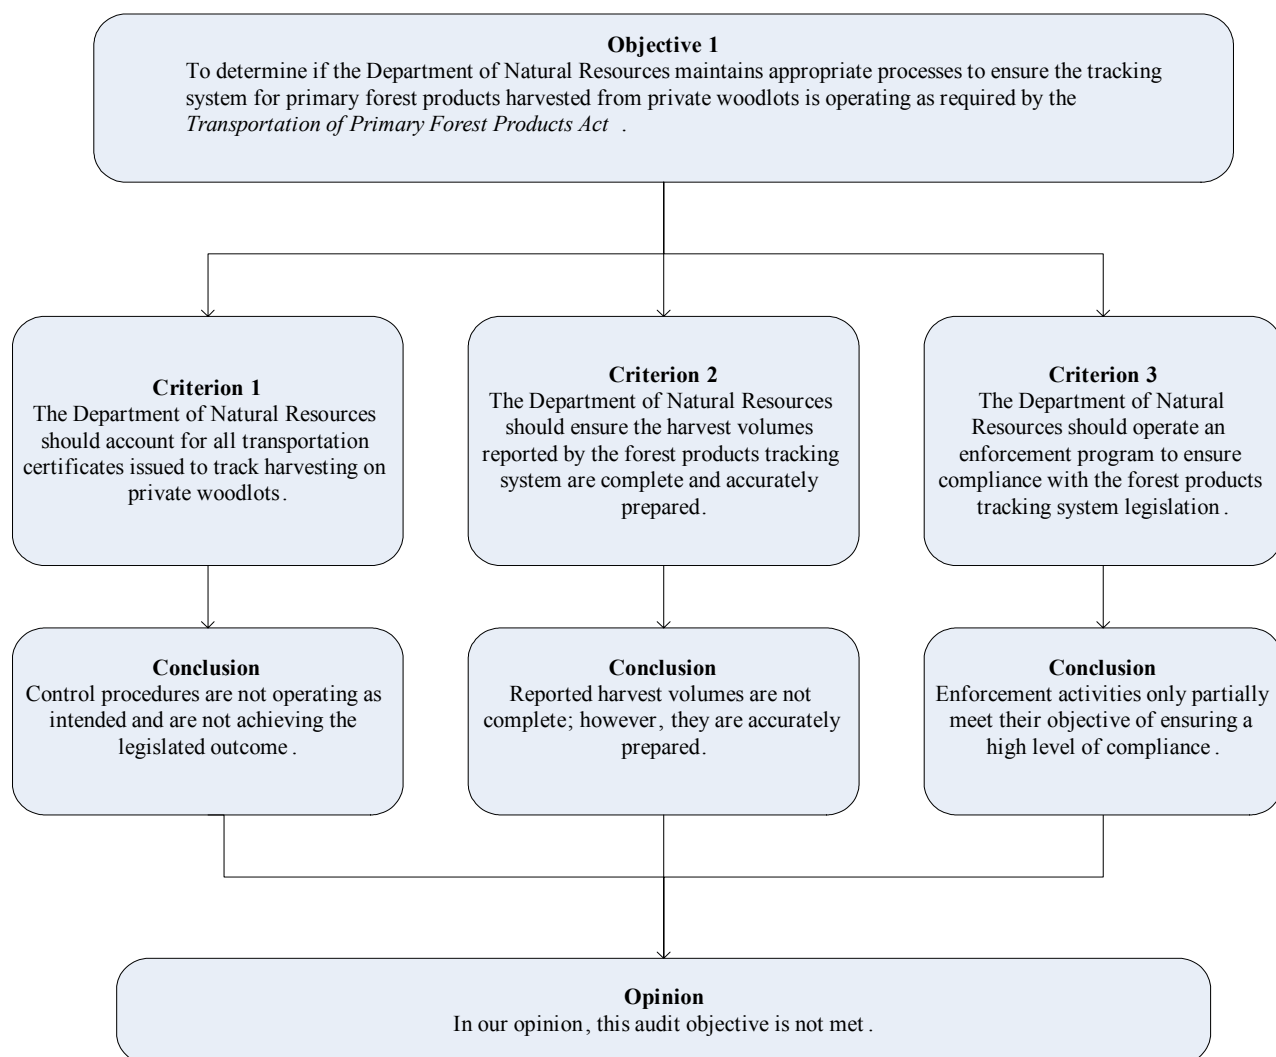 Objective 1
To determine if the Department of Natural Resources maintains appropriate processes to ensure the tracking
system for primary forest products harvested from private woodlots is operating as required by the
Transportation of Primary Forest Products Act .
Criterion 1
The Department of Natural Resources
should account for all transportation
certificates issued to track harvesting on
private woodlots.
Criterion 2
The Department of Natural Resources
should ensure the harvest volumes
reported by the forest products tracking
system are complete and accurately
prepared.
Criterion 3
The Department of Natural
Resources should operate an
enforcement program to ensure
compliance with the forest products
tracking system legislation .
Conclusion
Control procedures are not operating as
intended and are not achieving the
legislated outcome .
Conclusion
Reported harvest volumes are not
complete; however, they are accurately
prepared.
Conclusion
Enforcement activities only partially
meet their objective of ensuring a
high level of compliance .
Opinion
In our opinion, this audit objective is not met .